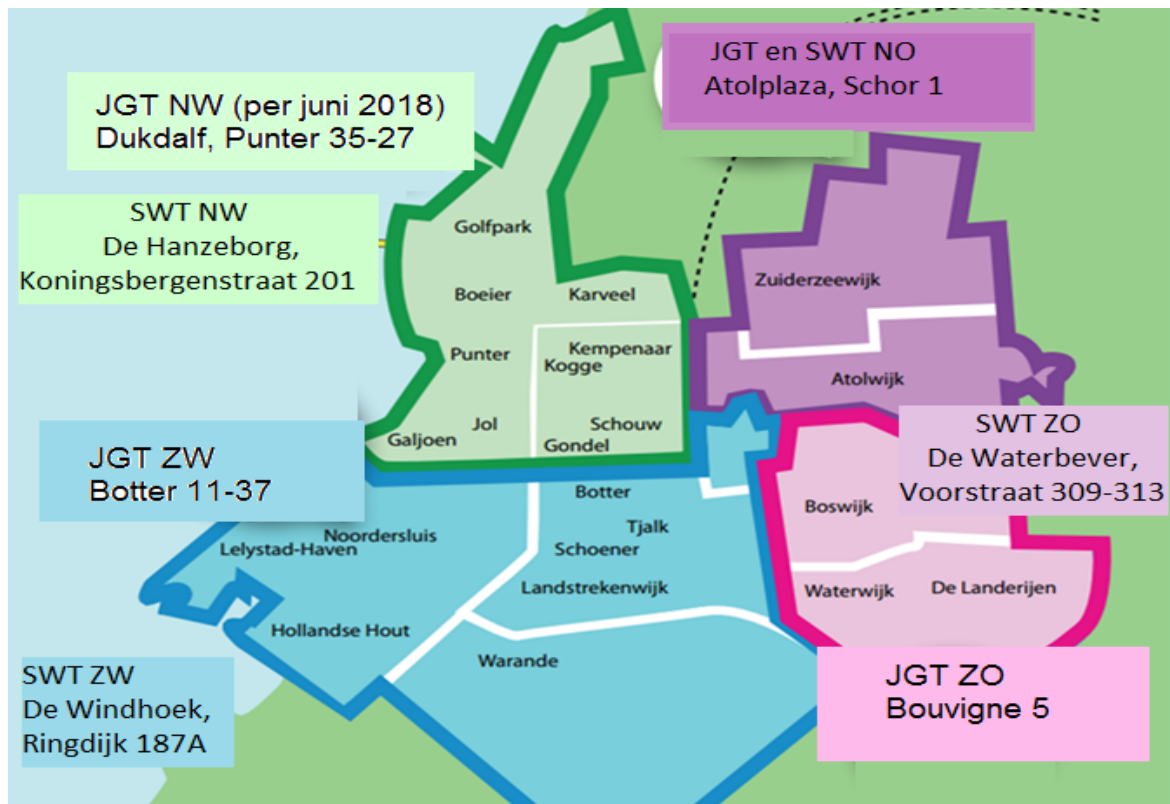 JGT en SWT NO
Atolplaza, Schor 1
JGT NW (per juni 2018)
Dukdalf, Punter 35-27
SWT NW
De Hanzeborg,
Koningsbergenstraat 201
Golfpark
Boeier
Karveel
Punter
Kempenaar
Kogge
Jol
Schouw
Galjoen
Gondel
Zuiderzeewijk
Atolwijk
JGT ZW
Botter 11-37
SWT ZO
De Waterbever,
Voorstraat 309-313
Botter
Tjalk
Schoener
Landstrekenwijk
Noordersluis
Lelystad-Haven
Hollandse Hout
Warande
Boswijk
Waterwijk
De Landerijen
SWT ZW
De Windhoek,
Ringdijk 187A
JGT ZO
Bouvigne 5